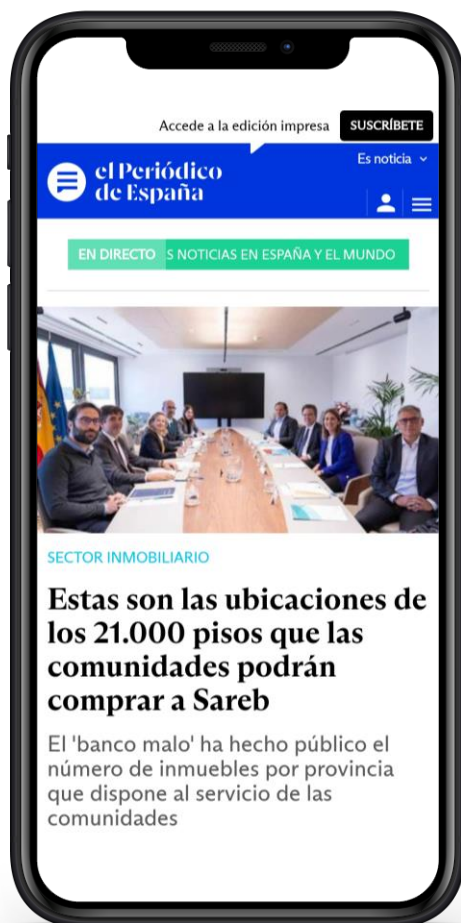 Accede a la edición impresa SUSCRÍBETE
Es noticia
el Periódico
de España
EN DIRECTO S NOTICIAS EN ESPAÑA Y EL MUNDO
SECTOR INMOBILIARIO
Estas son las ubicaciones de
los 21.000 pisos que las
comunidades podrán
comprar a Sareb
El 'banco malo' ha hecho público el
número de inmuebles por provincia
que dispone al servicio de las
comunidades